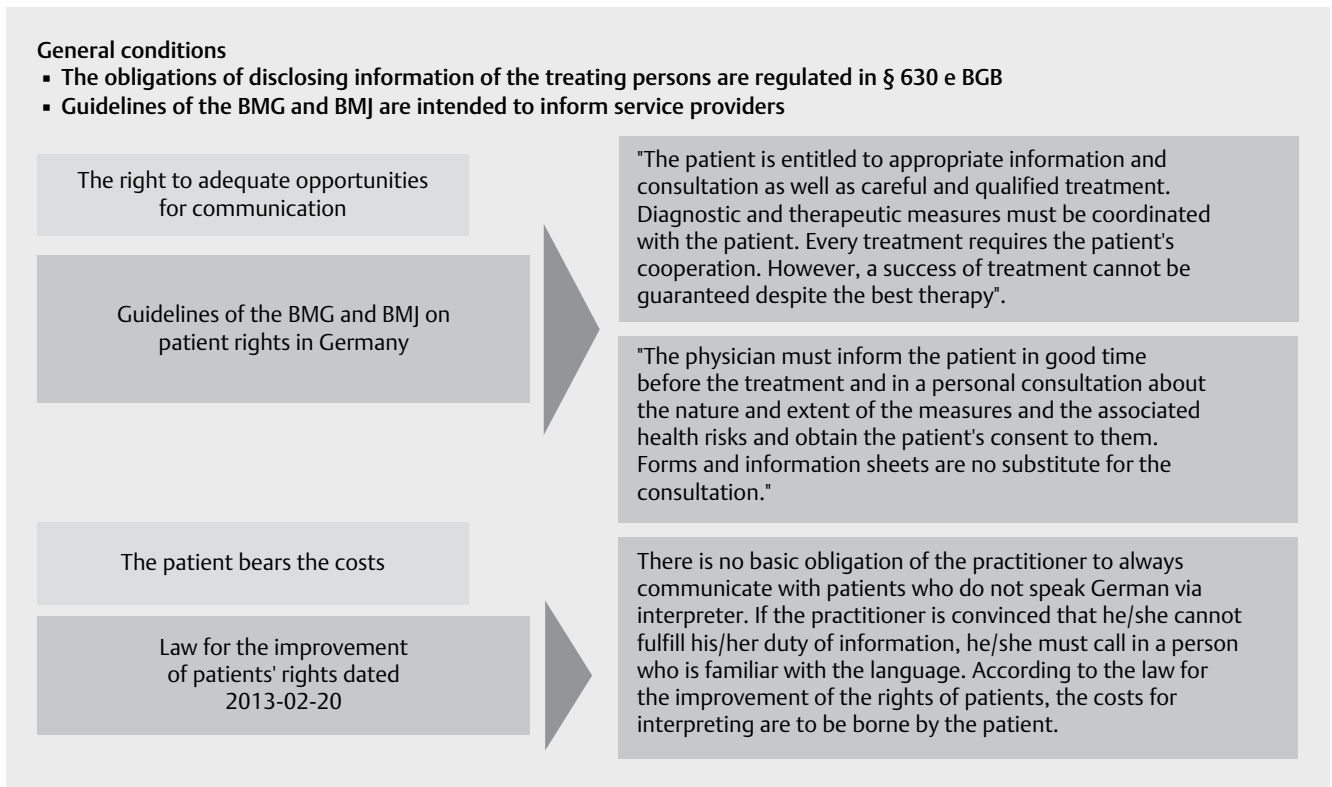 General conditions
▪ The obligations of disclosing information of the treating persons are regulated in § 630 e BGB
▪ Guidelines of the BMG and BMJ are intended to inform service providers
The right to adequate opportunities
for communication
Guidelines of the BMG and BMJ on
patient rights in Germany
"The patient is entitled to appropriate information and
consultation as well as careful and qualified treatment.
Diagnostic and therapeutic measures must be coordinated
with the patient. Every treatment requires the patient's
cooperation. However, a success of treatment cannot be
guaranteed despite the best therapy".
"The physician must inform the patient in good time
before the treatment and in a personal consultation about
the nature and extent of the measures and the associated
health risks and obtain the patient's consent to them.
Forms and information sheets are no substitute for the
consultation."
The patient bears the costs
Law for the improvement
of patients' rights dated
2013-02-20
There is no basic obligation of the practitioner to always
communicate with patients who do not speak German via
interpreter. If the practitioner is convinced that he/she cannot
fulfill his/her duty of information, he/she must call in a person
who is familiar with the language. According to the law for
the improvement of the rights of patients, the costs for
interpreting are to be borne by the patient.